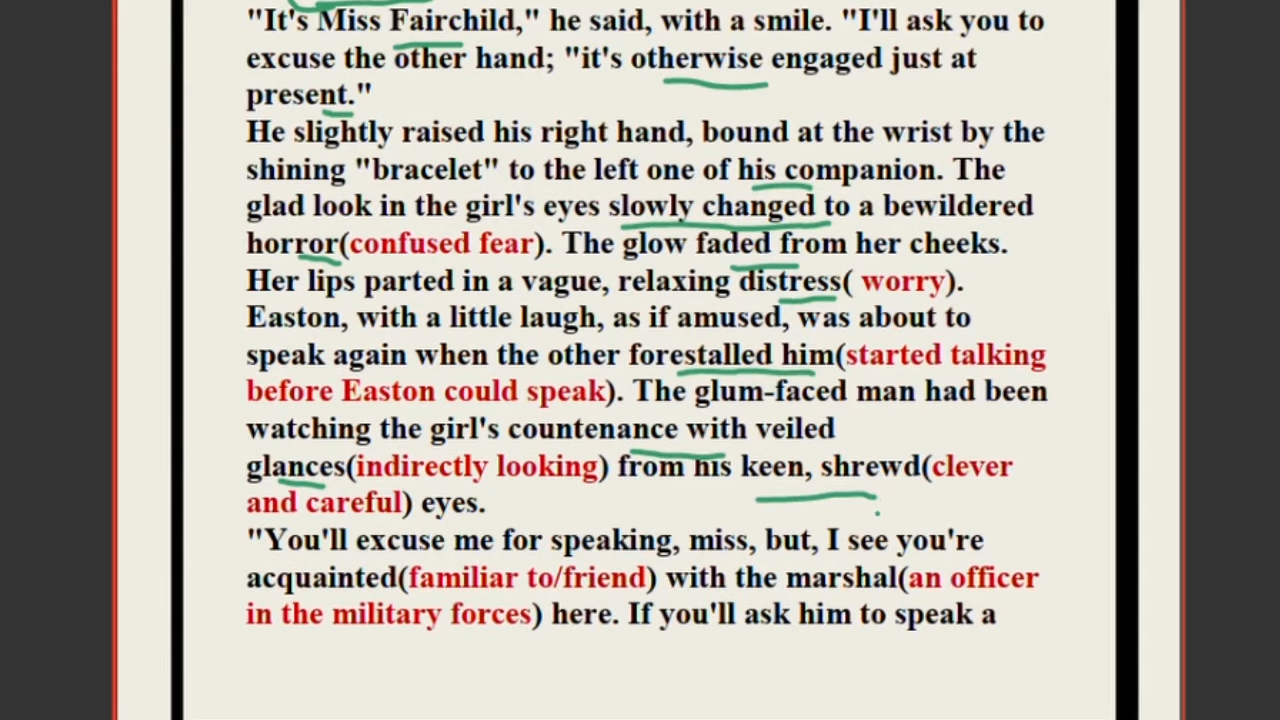 "It's Miss Fairchild," he said, with a smile. "I'll ask you to
excuse the other hand; "it's otherwise engaged just at
present."
He slightly raised his right hand, bound at the wrist by the
shining "bracelet" to the left one of his companion. The
glad look in the girl's eyes slowly changed to a bewildered
horror(confused fear). The glow faded from her cheeks.
Her lips parted in a vague, relaxing distress( worry).
Easton, with a little laugh, as if amused, was about to
speak again when the other forestalled him(started talking
before Easton could speak). The glum-faced man had been
watching the girl's countenance with veiled
glances(indirectly looking) from his keen, shrewd(clever
and careful) eyes.
"You'll excuse me for speaking, miss, but, I see you're
acquainted(familiar to/friend) with the marshal(an officer
in the military forces) here. If you'll ask him to speak a